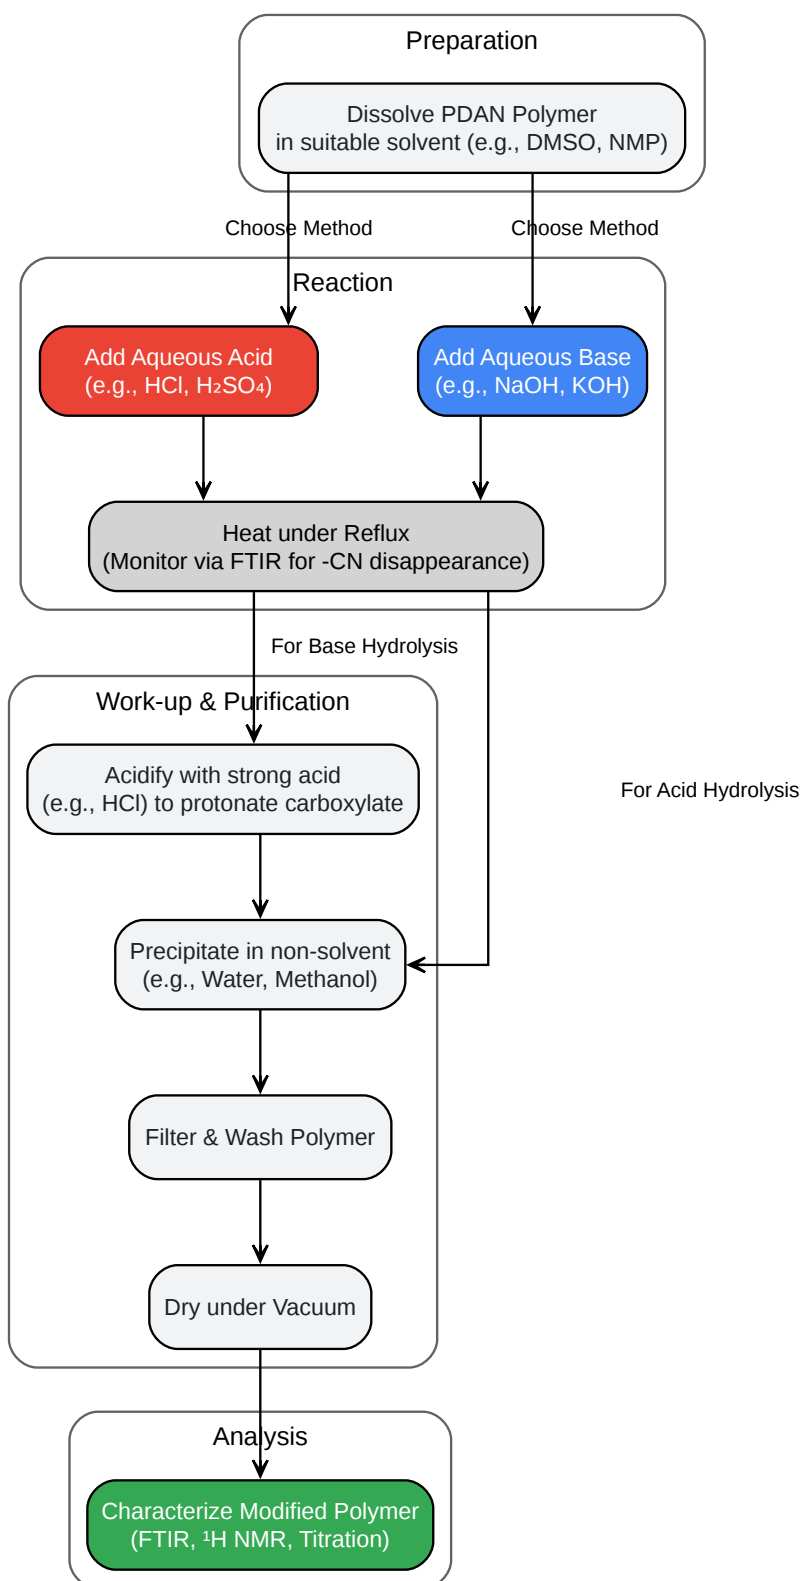 Preparation
Dissolve PDAN Polymer
in suitable solvent (e.g., DMSO, NMP)
Choose Method
Choose Method
Reaction
Add Aqueous Acid
(e.g., HCl, H₂SO₄)
Add Aqueous Base
(e.g., NaOH, KOH)
Heat under Reflux
(Monitor via FTIR for -CN disappearance)
For Base Hydrolysis
Work-up & Purification
Acidify with strong acid
(e.g., HCl) to protonate carboxylate
For Acid Hydrolysis
Precipitate in non-solvent
(e.g., Water, Methanol)
Filter & Wash Polymer
Dry under Vacuum
Analysis
Characterize Modified Polymer
(FTIR, ¹H NMR, Titration)